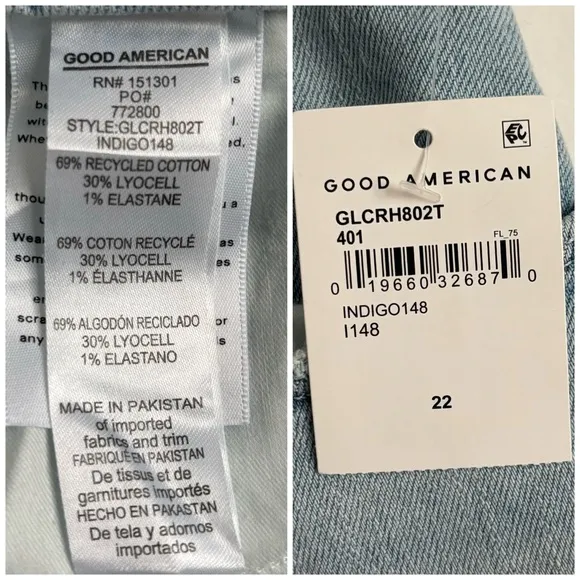 GOOD AMERICAN
RN# 151301
PO#
772800
STYLE:GLCRH802T
INDIGO148
69% RECYCLED COTTON
30% LYOCELL
1% ELASTANE
69% COTON RECYCLÉ
30% LYOCELL
1% ÉLASTHANNE
69% ALGODÓN RECICLADO
30% LYOCELL
1% ELASTANO
MADE IN PAKISTAN
of imported
fabrics and trim
FABRIQUÉ EN PAKISTAN
De tissus et de
garnitures importés
HECHO EN PAKASTAN
De tela y adornos
importados
GOOD AMERICAN
GLCRH802T
401
FL_75
0 19660 32687 0
INDIGO148
I148
22